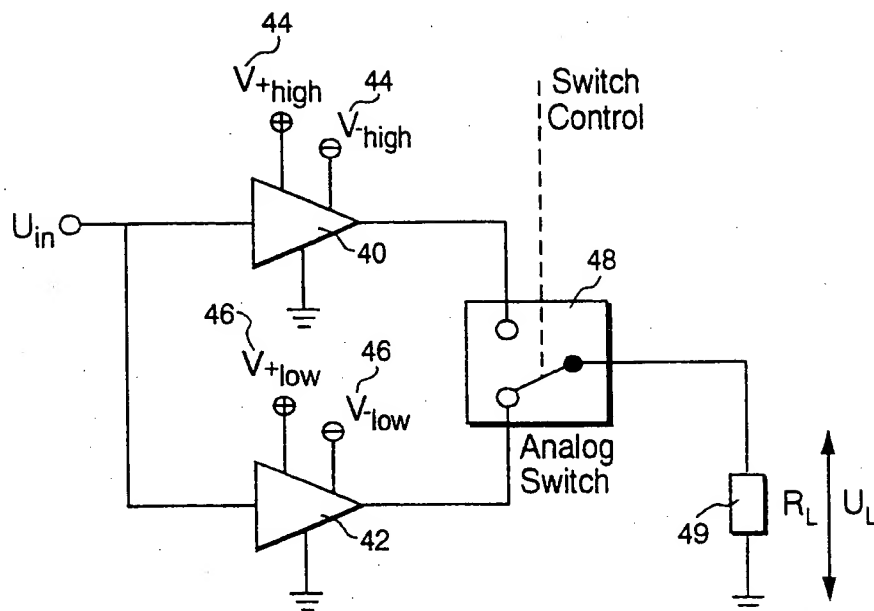 44
V+high
44
V-high
Switch
Control
Uin
40
48
46
V+low
46
V-low
Analog
Switch
42
49
RL
UL